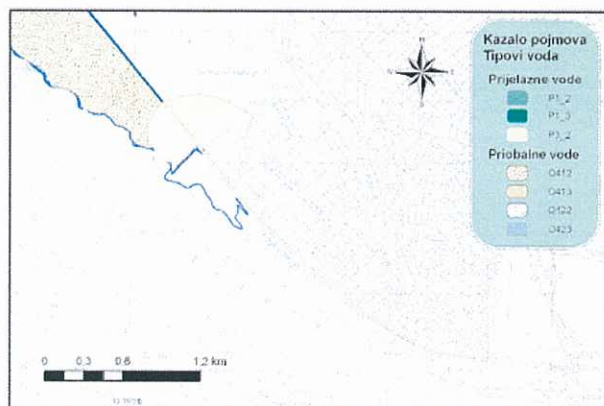 Kazalo pojmova
Tipovi voda
Prijelazne vode
P1_2
P1_3
P3_2
Priobalne vode
O412
O413
O422
O423
N
0 0.3 0.6 1.2 km